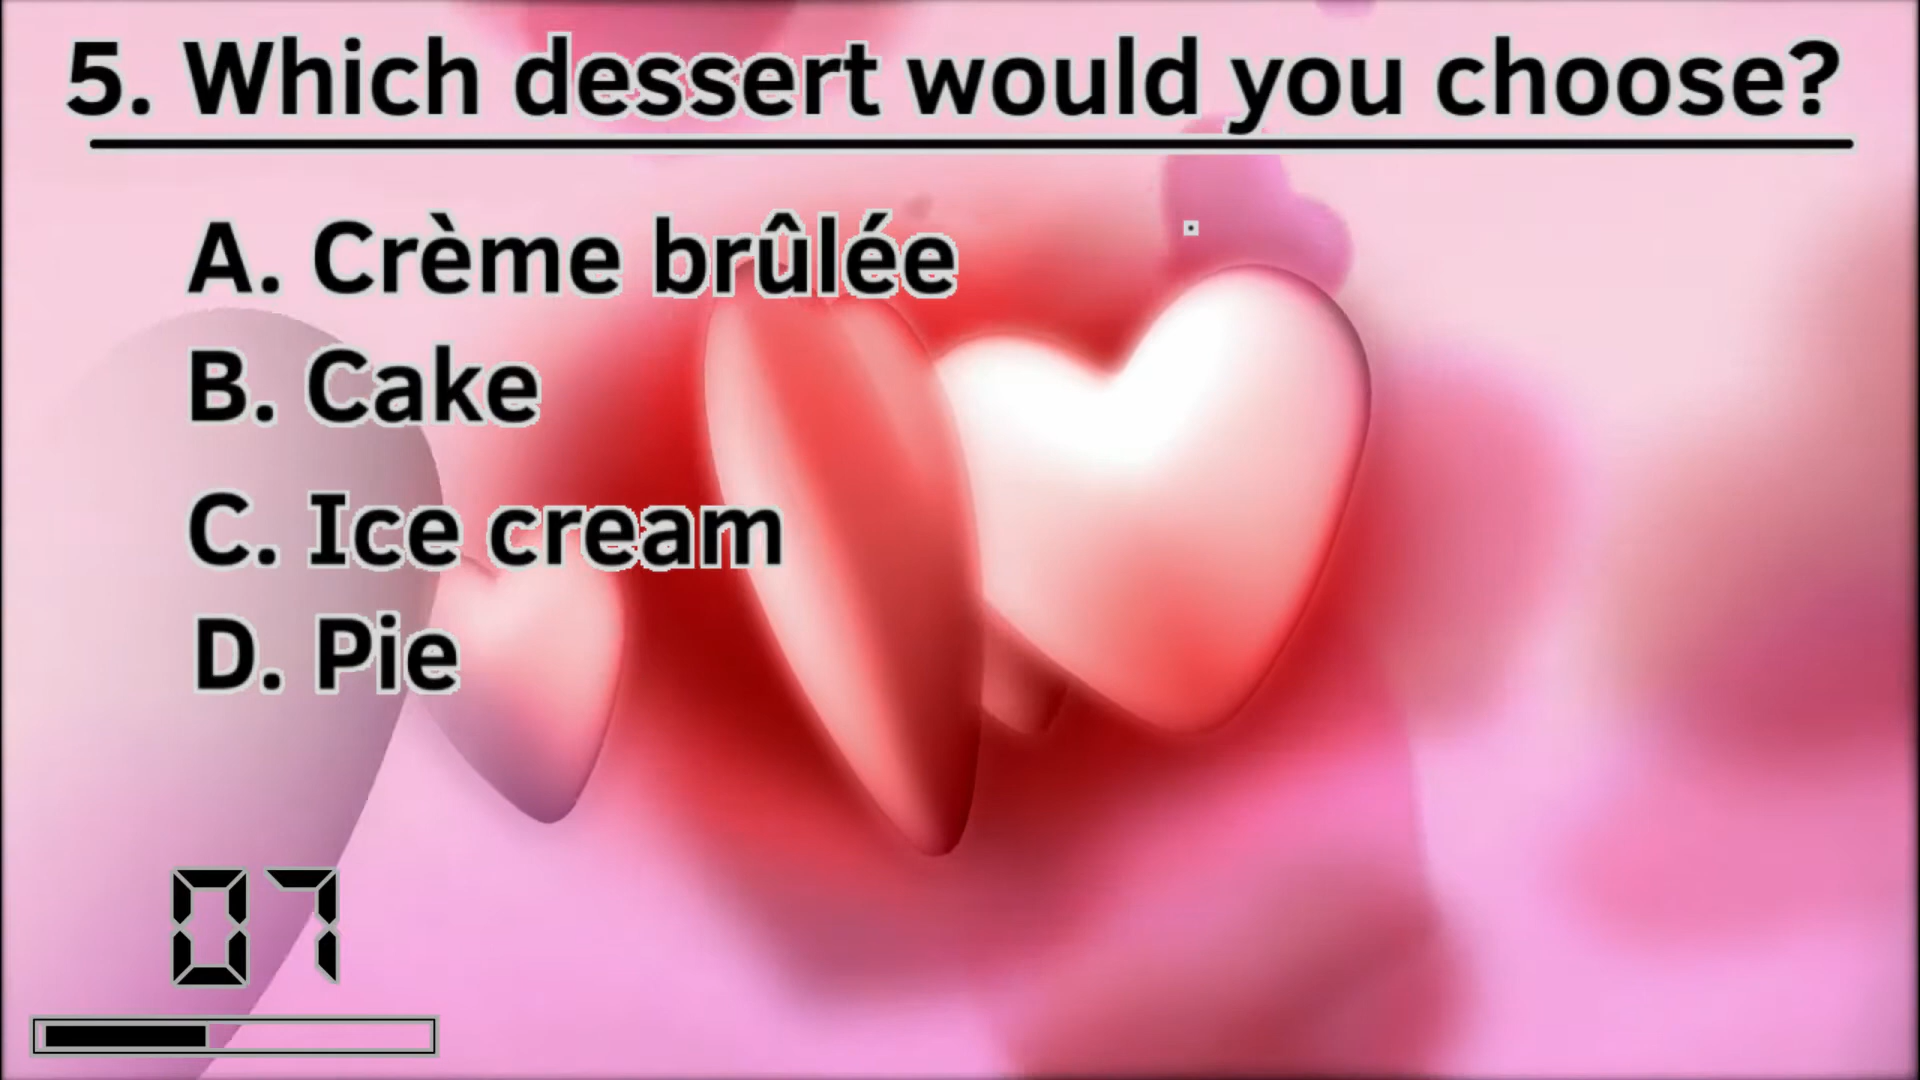 5. Which dessert would you choose?
A. Crème brûlée
B. Cake
C. Ice cream
D. Pie
07